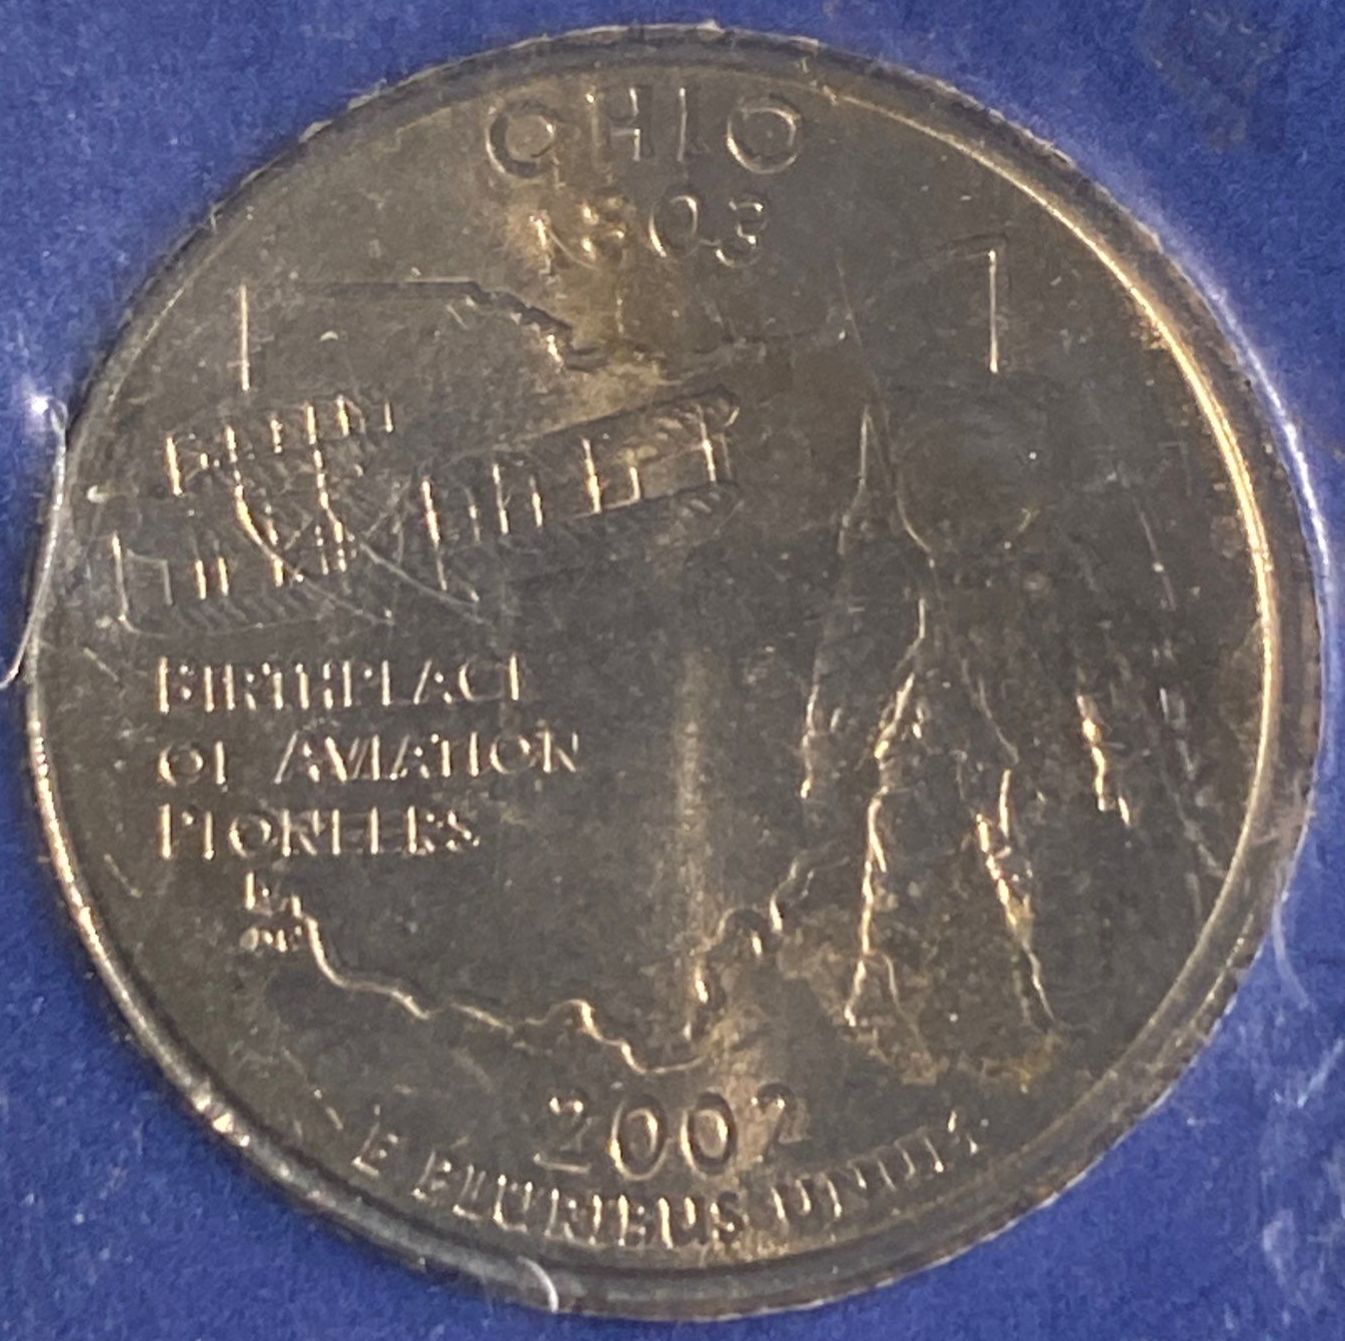 OHIO
1803
BIRTHPLACE
OF AVIATION
PIONEERS
2002
E PLURIBUS UNUM